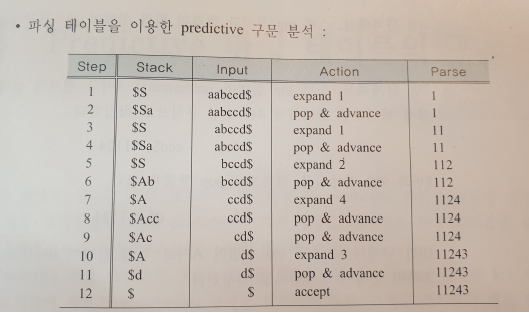 • 파싱 테이블을 이용한 predictive 구문 분석 :
Step Stack Input Action Parse
1 $S aabccd$ expand 1 1
2 $Sa aabccd$ pop & advance 1
3 $S abccd$ expand 1 11
4 $Sa abccd$ pop & advance 11
5 $S bccd$ expand 2 112
6 $Ab bccd$ pop & advance 112
7 $A ccd$ expand 4 1124
8 $Acc ccd$ pop & advance 1124
9 $Ac cd$ pop & advance 1124
10 $A d$ expand 3 11243
11 $d d$ pop & advance 11243
12 $ $ accept 11243